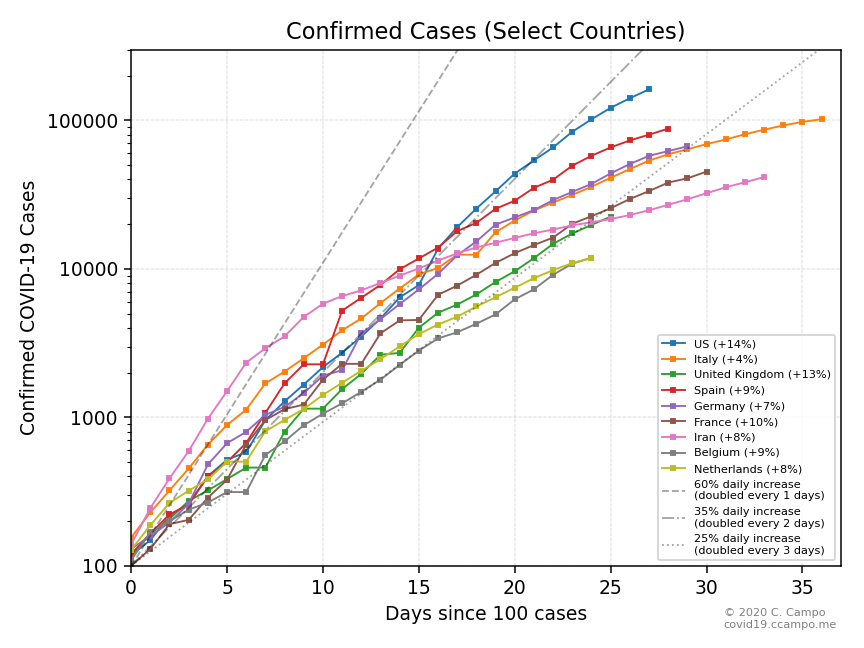 Confirmed Cases (Select Countries)
Confirmed COVID-19 Cases
100000
10000
1000
100
0
5
10
15
20
25
30
35
Days since 100 cases
US (+14%)
Italy (+4%)
United Kingdom (+13%)
Spain (+9%)
Germany (+7%)
France (+10%)
Iran (+8%)
Belgium (+9%)
Netherlands (+8%)
60% daily increase
(doubled every 1 days)
35% daily increase
(doubled every 2 days)
25% daily increase
(doubled every 3 days)
© 2020 C. Campo
covid19.ccampo.me